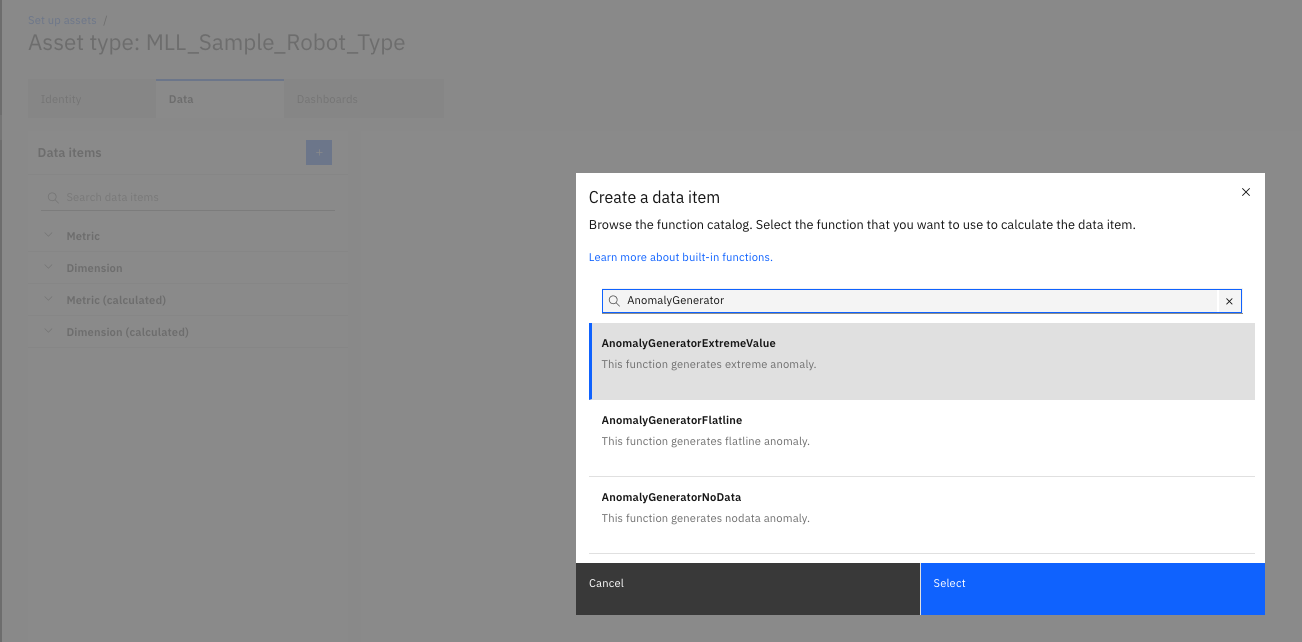 Set up assets /
Asset type: MLL_Sample_Robot_Type
Identity
Data
Dashboards
Data items
+
Search data items
Metric
Dimension
Metric (calculated)
Dimension (calculated)
Create a data item
Browse the function catalog. Select the function that you want to use to calculate the data item.
Learn more about built-in functions.
AnomalyGenerator
AnomalyGeneratorExtremeValue
This function generates extreme anomaly.
AnomalyGeneratorFlatline
This function generates flatline anomaly.
AnomalyGeneratorNoData
This function generates nodata anomaly.
Cancel
Select